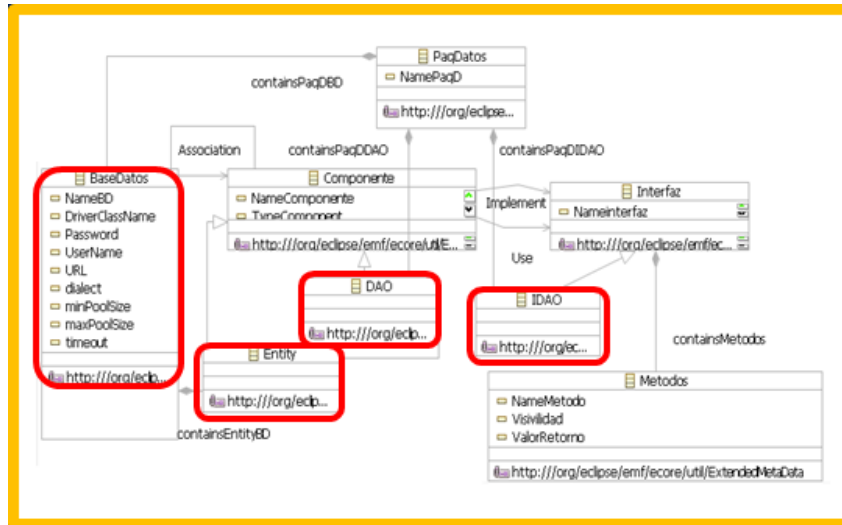 PaqDatos
NamePaqD
http:///org/eclipse...
containsPaqDBD
Association
containsPaqDDAO
containsPaqDIDAO
BaseDatos
NameBD
DriverClassName
Password
UserName
URL
dialect
minPoolSize
maxPoolSize
timeout
http:///org/eclp...
Componente
NameComponente
TypeComponent
http:///org/eclipse/emf/ecore/util/E...
Implement
Use
Interfaz
Nameinterfaz
http:///org/eclipse/emf/ec...
DAO
http:///org/eclip...
IDAO
http:///org/ec...
Entity
http:///org/eclip...
containsEntityBD
containsMetodos
Metodos
NameMetodo
Visivilidad
ValorRetorno
http:///org/eclipse/emf/ecore/util/ExtendedMetaData